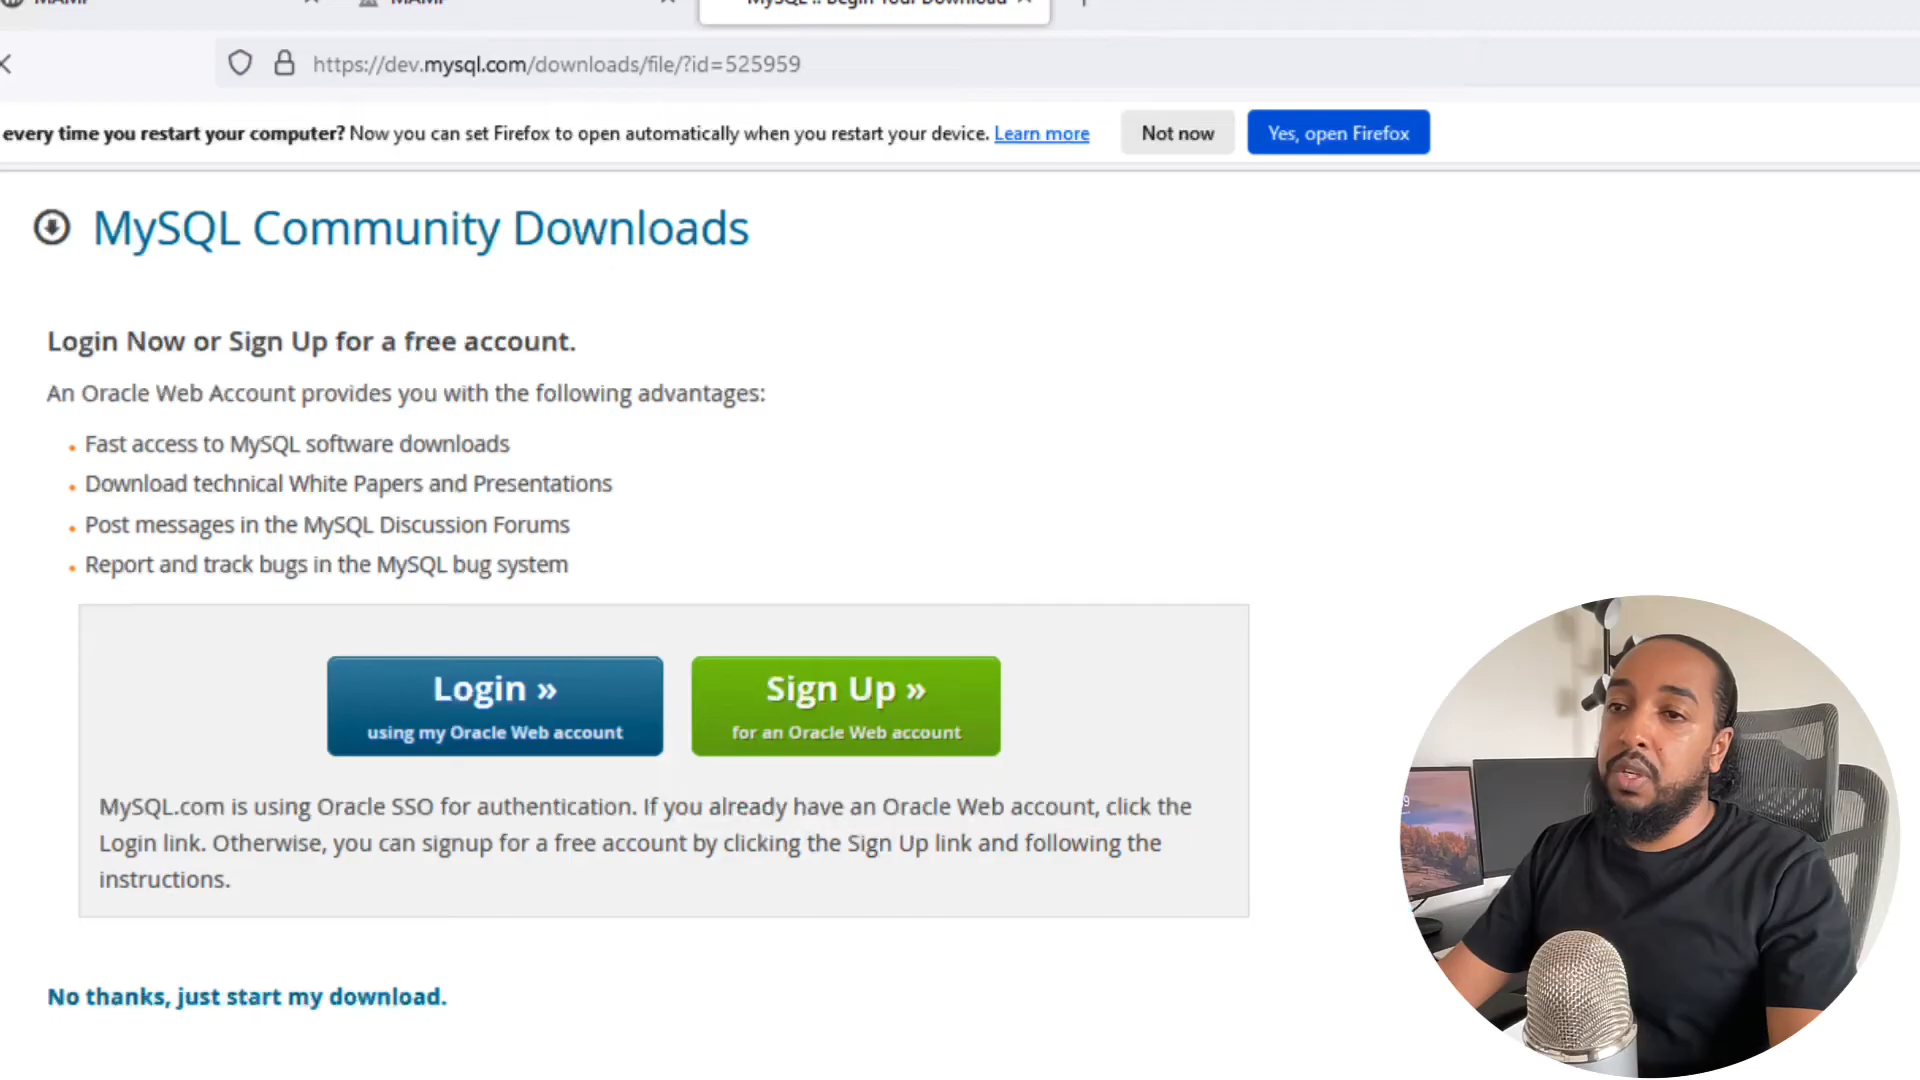 MAMP
MAMP
MySQL :: Begin Your Download
https://dev.mysql.com/downloads/file/?id=525959
every time you restart your computer? Now you can set Firefox to open automatically when you restart your device. Learn more
Not now
Yes, open Firefox
MySQL Community Downloads
Login Now or Sign Up for a free account.
An Oracle Web Account provides you with the following advantages:
Fast access to MySQL software downloads
Download technical White Papers and Presentations
Post messages in the MySQL Discussion Forums
Report and track bugs in the MySQL bug system
Login »
using my Oracle Web account
Sign Up »
for an Oracle Web account
MySQL.com is using Oracle SSO for authentication. If you already have an Oracle Web account, click the
Login link. Otherwise, you can signup for a free account by clicking the Sign Up link and following the
instructions.
No thanks, just start my download.